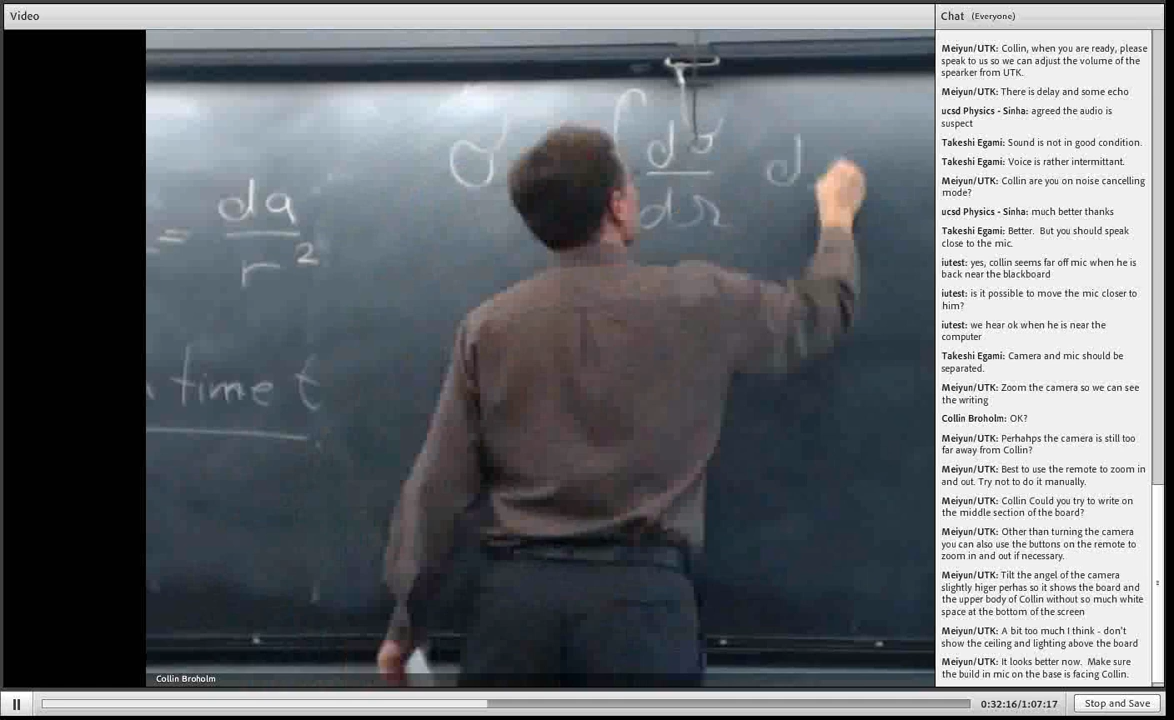 Video
Chat (Everyone)
σ ∫ dσ d
dΩ
= da
r²
time t
Collin Broholm
Meiyun/UTK: Collin, when you are ready, please
speak to us so we can adjust the volume of the
spearker from UTK.
Meiyun/UTK: There is delay and some echo
ucsd Physics - Sinha: agreed the audio is
suspect
Takeshi Egami: Sound is not in good condition.
Takeshi Egami: Voice is rather intermittant.
Meiyun/UTK: Collin are you on noise cancelling
mode?
ucsd Physics - Sinha: much better thanks
Takeshi Egami: Better. But you should speak
close to the mic.
iutest: yes, collin seems far off mic when he is
back near the blackboard
iutest: is it possible to move the mic closer to
him?
iutest: we hear ok when he is near the
computer
Takeshi Egami: Camera and mic should be
separated.
Meiyun/UTK: Zoom the camera so we can see
the writing
Collin Broholm: OK?
Meiyun/UTK: Perhahps the camera is still too
far away from Collin?
Meiyun/UTK: Best to use the remote to zoom in
and out. Try not to do it manually.
Meiyun/UTK: Collin Could you try to write on
the middle section of the board?
Meiyun/UTK: Other than turning the camera
you can also use the buttons on the remote to
zoom in and out if necessary.
Meiyun/UTK: Tilt the angel of the camera
slightly higer perhas so it shows the board and
the upper body of Collin without so much white
space at the bottom of the screen
Meiyun/UTK: A bit too much I think - don't
show the ceiling and lighting above the board
Meiyun/UTK: It looks better now. Make sure
the build in mic on the base is facing Collin.
0:32:16/1:07:17
Stop and Save